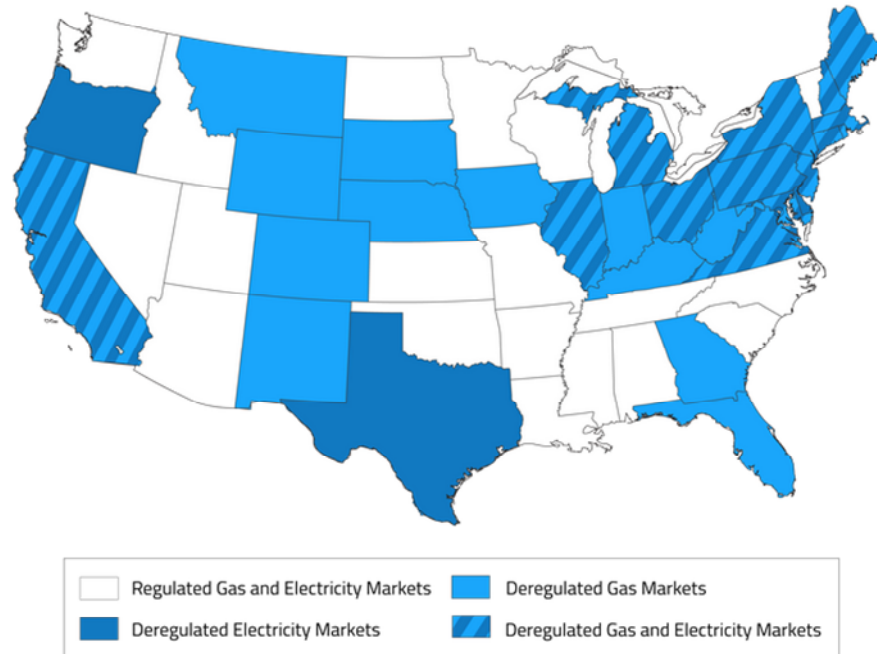 Regulated Gas and Electricity Markets
Deregulated Gas Markets
Deregulated Electricity Markets
Deregulated Gas and Electricity Markets